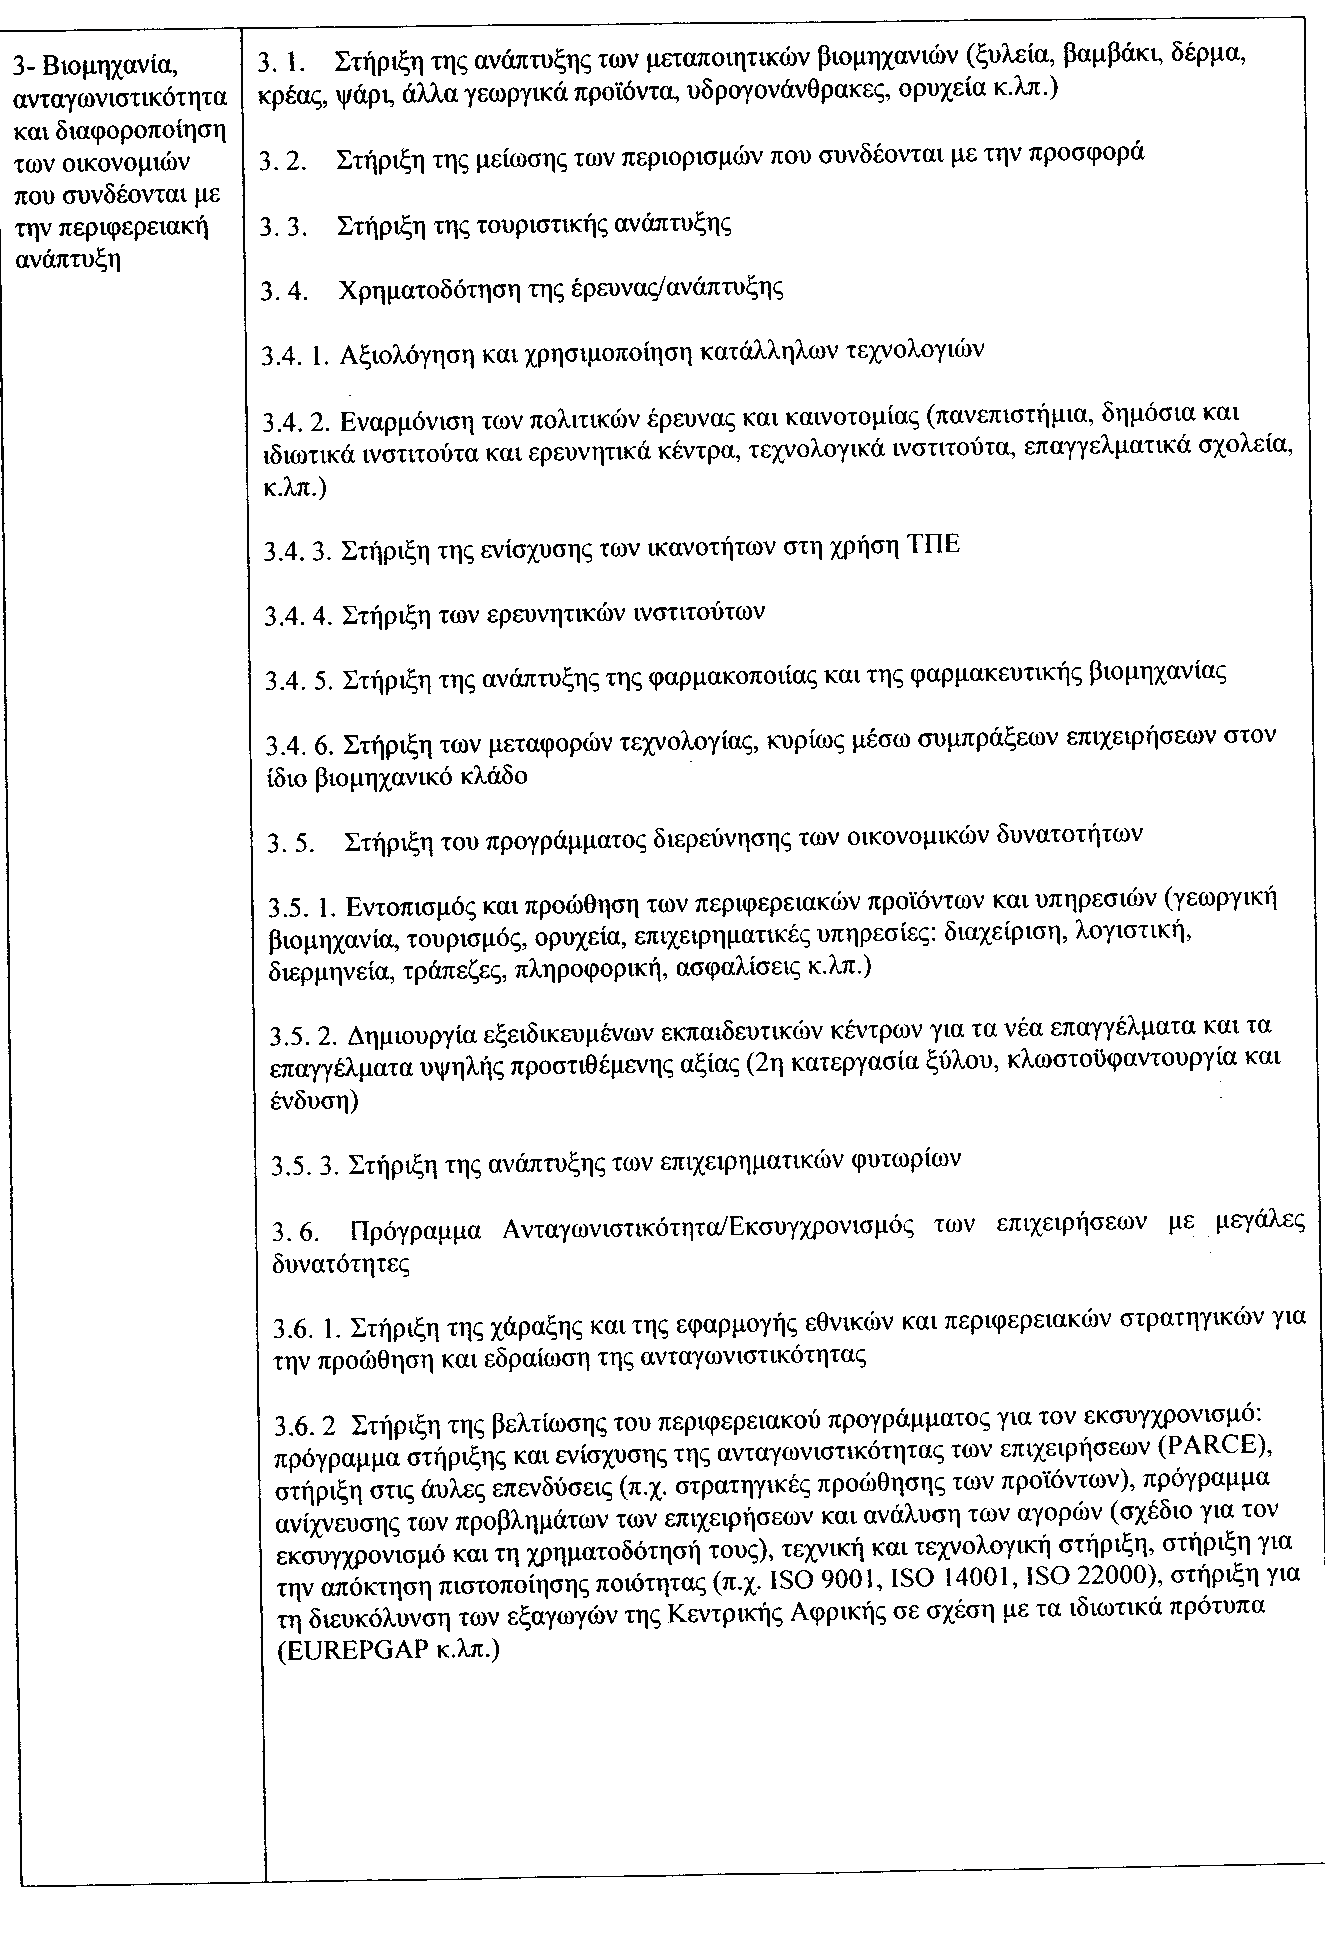 3- Βιομηχανία,
ανταγωνιστικότητα
και διαφοροποίηση
των οικονομιών
που συνδέονται με
την περιφερειακή
ανάπτυξη
3. 1. Στήριξη της ανάπτυξης των μεταποιητικών βιομηχανιών (ξυλεία, βαμβάκι, δέρμα,
κρέας, ψάρι, άλλα γεωργικά προϊόντα, υδρογονάνθρακες, ορυχεία κ.λπ.)
3. 2. Στήριξη της μείωσης των περιορισμών που συνδέονται με την προσφορά
3. 3. Στήριξη της τουριστικής ανάπτυξης
3. 4. Χρηματοδότηση της έρευνας/ανάπτυξης
3.4. 1. Αξιολόγηση και χρησιμοποίηση κατάλληλων τεχνολογιών
3.4. 2. Εναρμόνιση των πολιτικών έρευνας και καινοτομίας (πανεπιστήμια, δημόσια και
ιδιωτικά ινστιτούτα και ερευνητικά κέντρα, τεχνολογικά ινστιτούτα, επαγγελματικά σχολεία,
κ.λπ.)
3.4. 3. Στήριξη της ενίσχυσης των ικανοτήτων στη χρήση ΤΠΕ
3.4. 4. Στήριξη των ερευνητικών ινστιτούτων
3.4. 5. Στήριξη της ανάπτυξης της φαρμακοποιίας και της φαρμακευτικής βιομηχανίας
3.4. 6. Στήριξη των μεταφορών τεχνολογίας, κυρίως μέσω συμπράξεων επιχειρήσεων στον
ίδιο βιομηχανικό κλάδο
3. 5. Στήριξη του προγράμματος διερεύνησης των οικονομικών δυνατοτήτων
3.5. 1. Εντοπισμός και προώθηση των περιφερειακών προϊόντων και υπηρεσιών (γεωργική
βιομηχανία, τουρισμός, ορυχεία, επιχειρηματικές υπηρεσίες: διαχείριση, λογιστική,
διερμηνεία, τράπεζες, πληροφορική, ασφαλίσεις κ.λπ.)
3.5. 2. Δημιουργία εξειδικευμένων εκπαιδευτικών κέντρων για τα νέα επαγγέλματα και τα
επαγγέλματα υψηλής προστιθέμενης αξίας (2η κατεργασία ξύλου, κλωστοϋφαντουργία και
ένδυση)
3.5. 3. Στήριξη της ανάπτυξης των επιχειρηματικών φυτωρίων
3. 6. Πρόγραμμα Ανταγωνιστικότητα/Εκσυγχρονισμός των επιχειρήσεων με μεγάλες
δυνατότητες
3.6. 1. Στήριξη της χάραξης και της εφαρμογής εθνικών και περιφερειακών στρατηγικών για
την προώθηση και εδραίωση της ανταγωνιστικότητας
3.6. 2 Στήριξη της βελτίωσης του περιφερειακού προγράμματος για τον εκσυγχρονισμό:
πρόγραμμα στήριξης και ενίσχυσης της ανταγωνιστικότητας των επιχειρήσεων (PARCE),
στήριξη στις άυλες επενδύσεις (π.χ. στρατηγικές προώθησης των προϊόντων), πρόγραμμα
ανίχνευσης των προβλημάτων των επιχειρήσεων και ανάλυση των αγορών (σχέδιο για τον
εκσυγχρονισμό και τη χρηματοδότησή τους), τεχνική και τεχνολογική στήριξη, στήριξη για
την απόκτηση πιστοποίησης ποιότητας (π.χ. ISO 9001, ISO 14001, ISO 22000), στήριξη για
τη διευκόλυνση των εξαγωγών της Κεντρικής Αφρικής σε σχέση με τα ιδιωτικά πρότυπα
(EUREPGAP κ.λπ.)